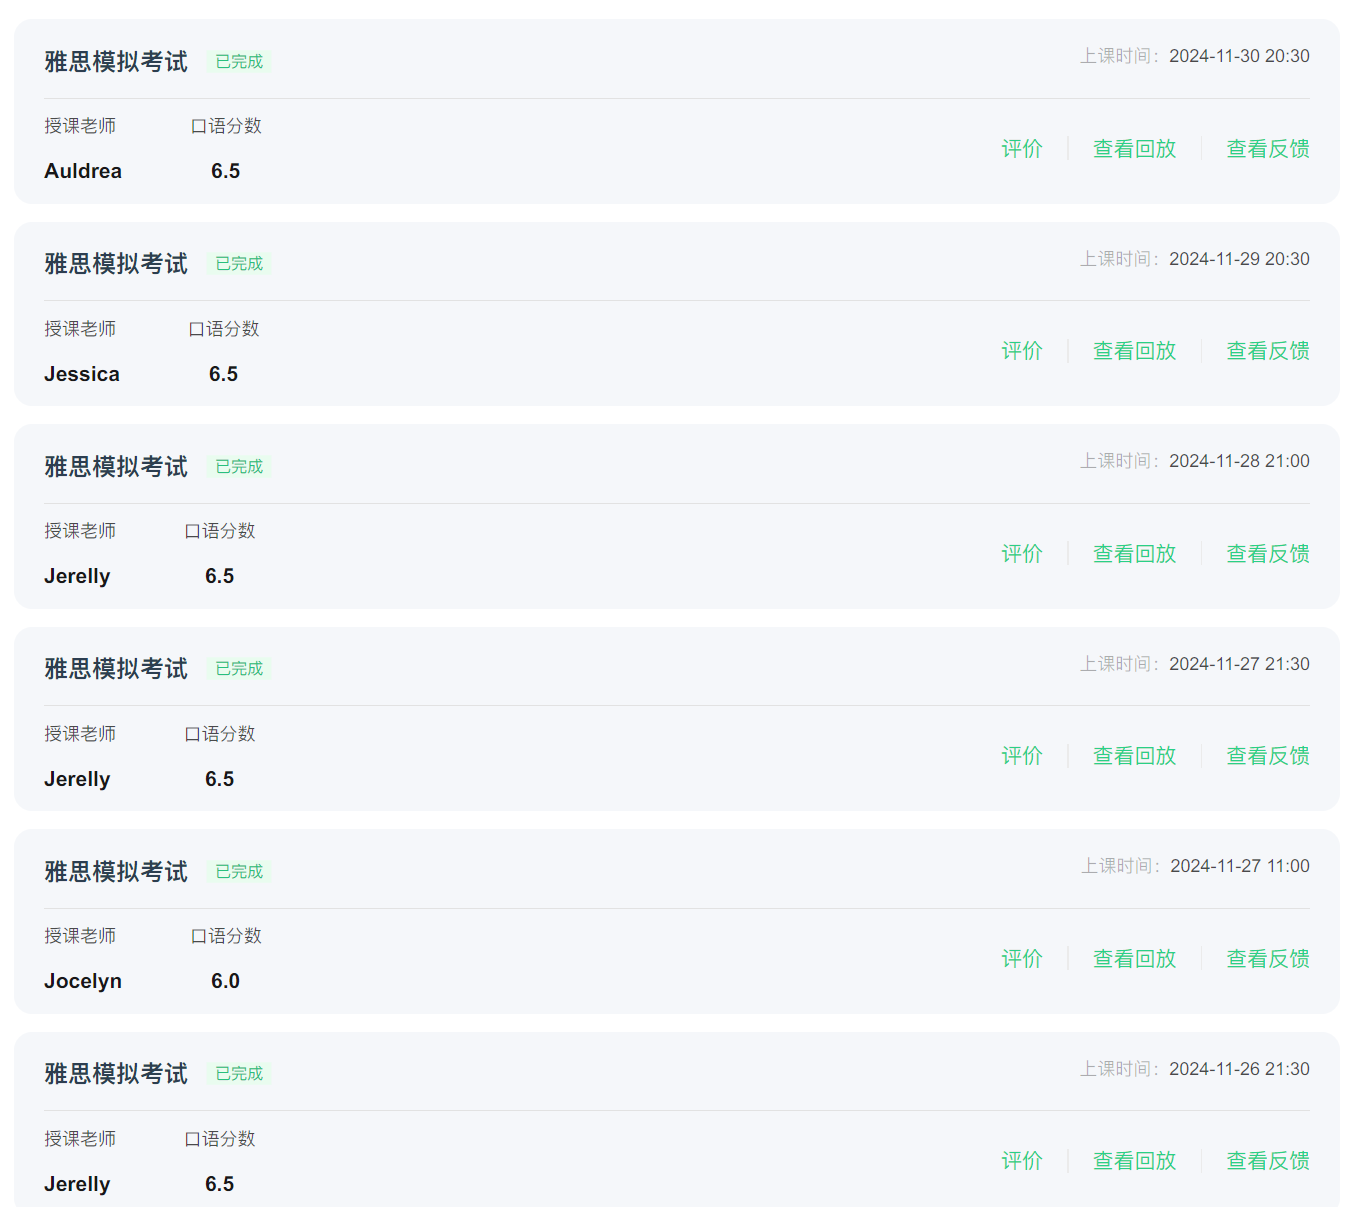 雅思模拟考试 已完成 上课时间：2024-11-30 20:30
授课老师 口语分数
评价 查看回放 查看反馈
Auldrea 6.5
雅思模拟考试 已完成 上课时间：2024-11-29 20:30
授课老师 口语分数
评价 查看回放 查看反馈
Jessica 6.5
雅思模拟考试 已完成 上课时间：2024-11-28 21:00
授课老师 口语分数
评价 查看回放 查看反馈
Jerelly 6.5
雅思模拟考试 已完成 上课时间：2024-11-27 21:30
授课老师 口语分数
评价 查看回放 查看反馈
Jerelly 6.5
雅思模拟考试 已完成 上课时间：2024-11-27 11:00
授课老师 口语分数
评价 查看回放 查看反馈
Jocelyn 6.0
雅思模拟考试 已完成 上课时间：2024-11-26 21:30
授课老师 口语分数
评价 查看回放 查看反馈
Jerelly 6.5